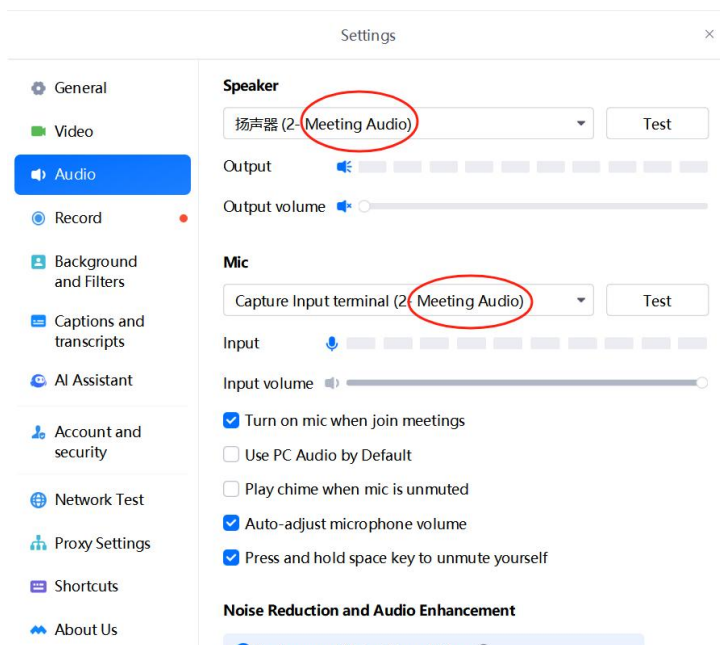 Settings
General
Video
Audio
Record
Background
and Filters
Captions and
transcripts
AI Assistant
Account and
security
Network Test
Proxy Settings
Shortcuts
About Us
Speaker
扬声器 (2- Meeting Audio)
Test
Output
Output volume
Mic
Capture Input terminal (2- Meeting Audio)
Test
Input
Input volume
Turn on mic when join meetings
Use PC Audio by Default
Play chime when mic is unmuted
Auto-adjust microphone volume
Press and hold space key to unmute yourself
Noise Reduction and Audio Enhancement